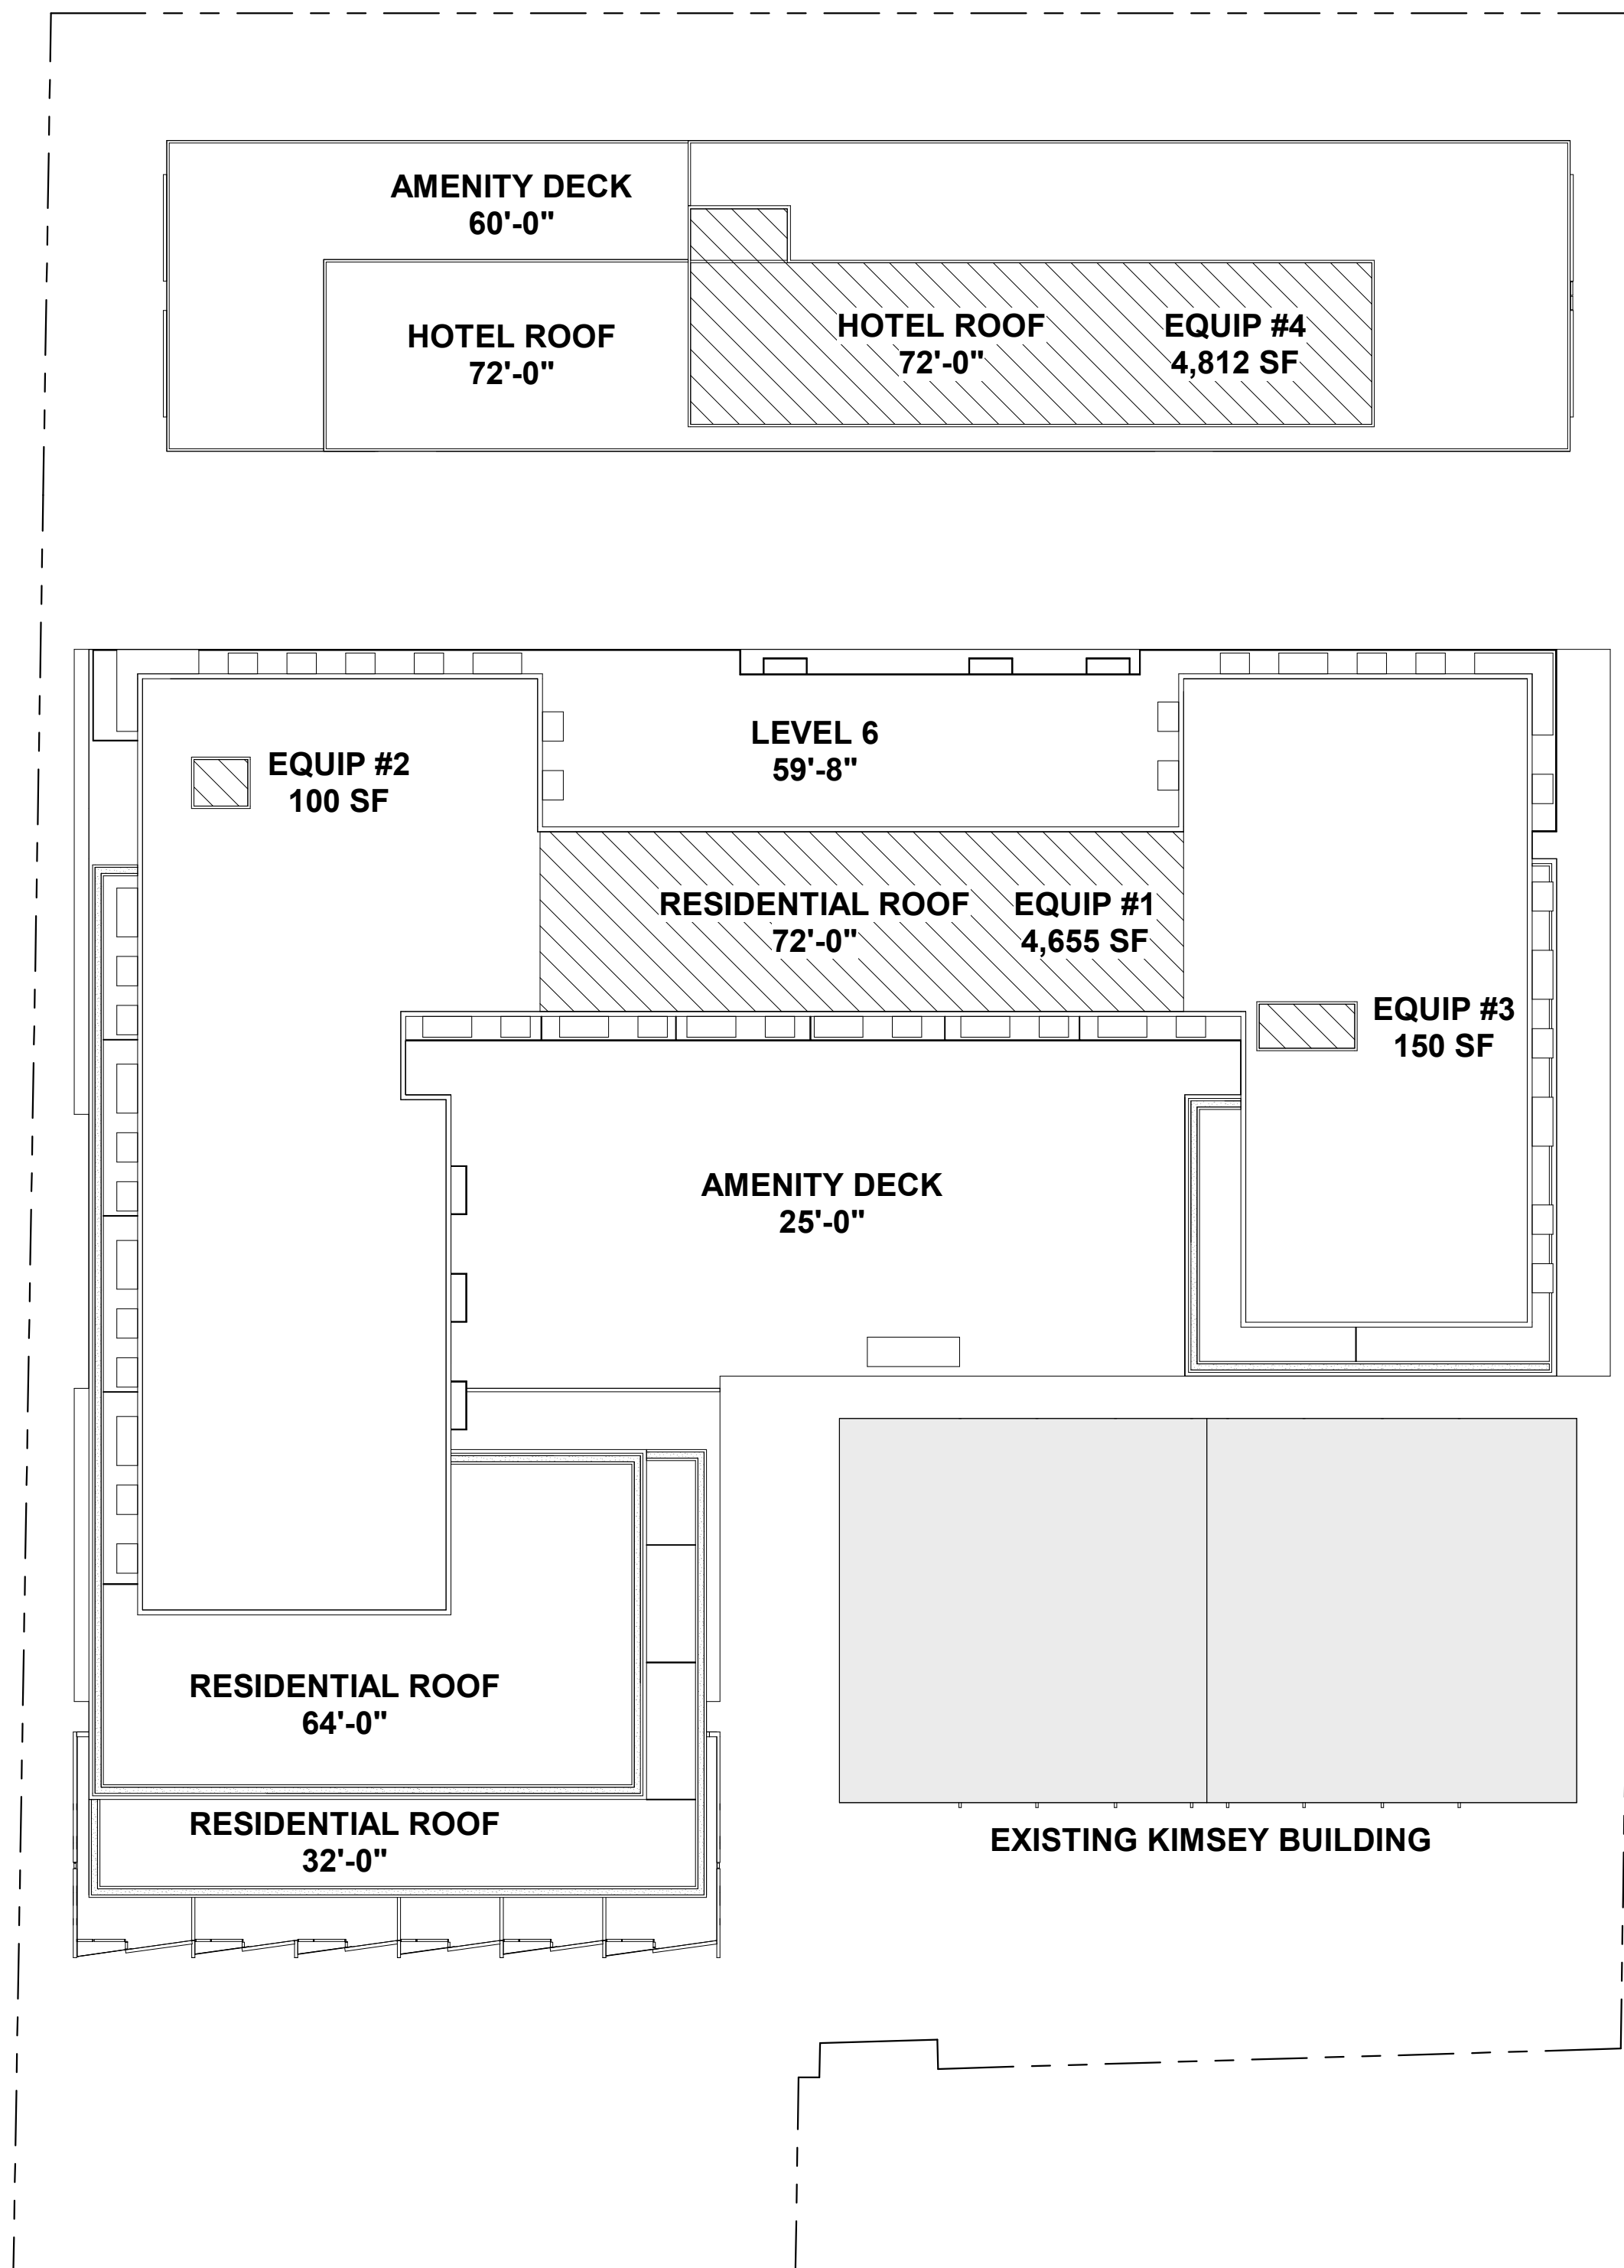 AMENITY DECK
60'-0"
HOTEL ROOF
72'-0"
HOTEL ROOF
72'-0"
EQUIP #4
4,812 SF
LEVEL 6
59'-8"
EQUIP #2
100 SF
RESIDENTIAL ROOF
72'-0"
EQUIP #1
4,655 SF
EQUIP #3
150 SF
AMENITY DECK
25'-0"
RESIDENTIAL ROOF
64'-0"
RESIDENTIAL ROOF
32'-0"
EXISTING KIMSEY BUILDING